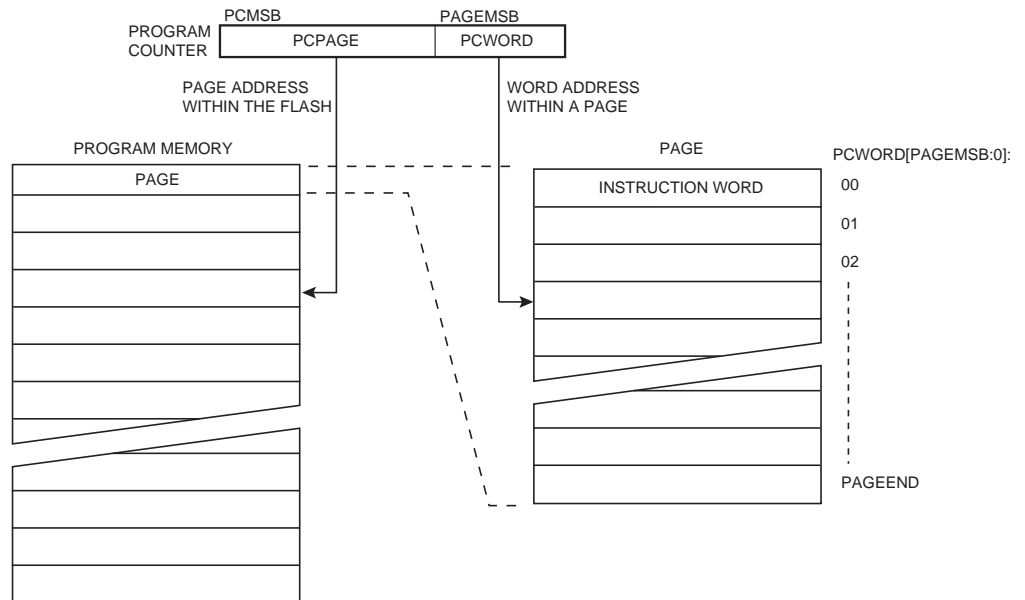 PCMSB PAGEMSB
PROGRAM
COUNTER
PCPAGE PCWORD
PAGE ADDRESS
WITHIN THE FLASH
WORD ADDRESS
WITHIN A PAGE
PROGRAM MEMORY
PAGE
PAGE
PCWORD[PAGEMSB:0]:
INSTRUCTION WORD
00
01
02
PAGEEND